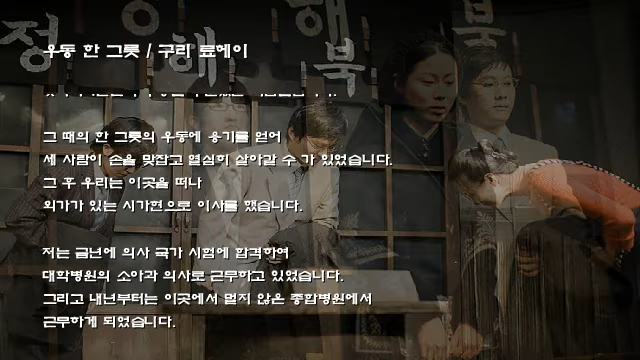 정
해
북
북
해
우동 한 그릇 / 구리 료헤이
그 때의 한 그릇의 우동에 용기를 얻어
세 사람이 손을 맞잡고 열심히 살아갈 수 가 있었습니다.
그 후 우리는 이곳을 떠나
외가가 있는 시가현으로 이사를 했습니다.
저는 금년에 의사 국가 시험에 합격하여
대학병원의 소아과 의사로 근무하고 있었습니다.
그리고 내년부터는 이곳에서 멀지 않은 종합병원에서
근무하게 되었습니다.